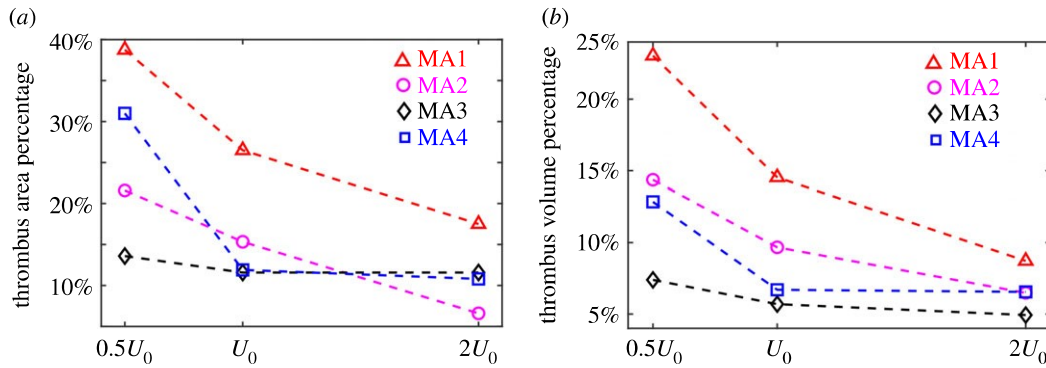 (a)
40%
30%
20%
10%
thrombus area percentage
MA1
MA2
MA3
MA4
0.5U₀
U₀
2U₀
(b)
25%
20%
15%
10%
5%
thrombus volume percentage
MA1
MA2
MA3
MA4
0.5U₀
U₀
2U₀